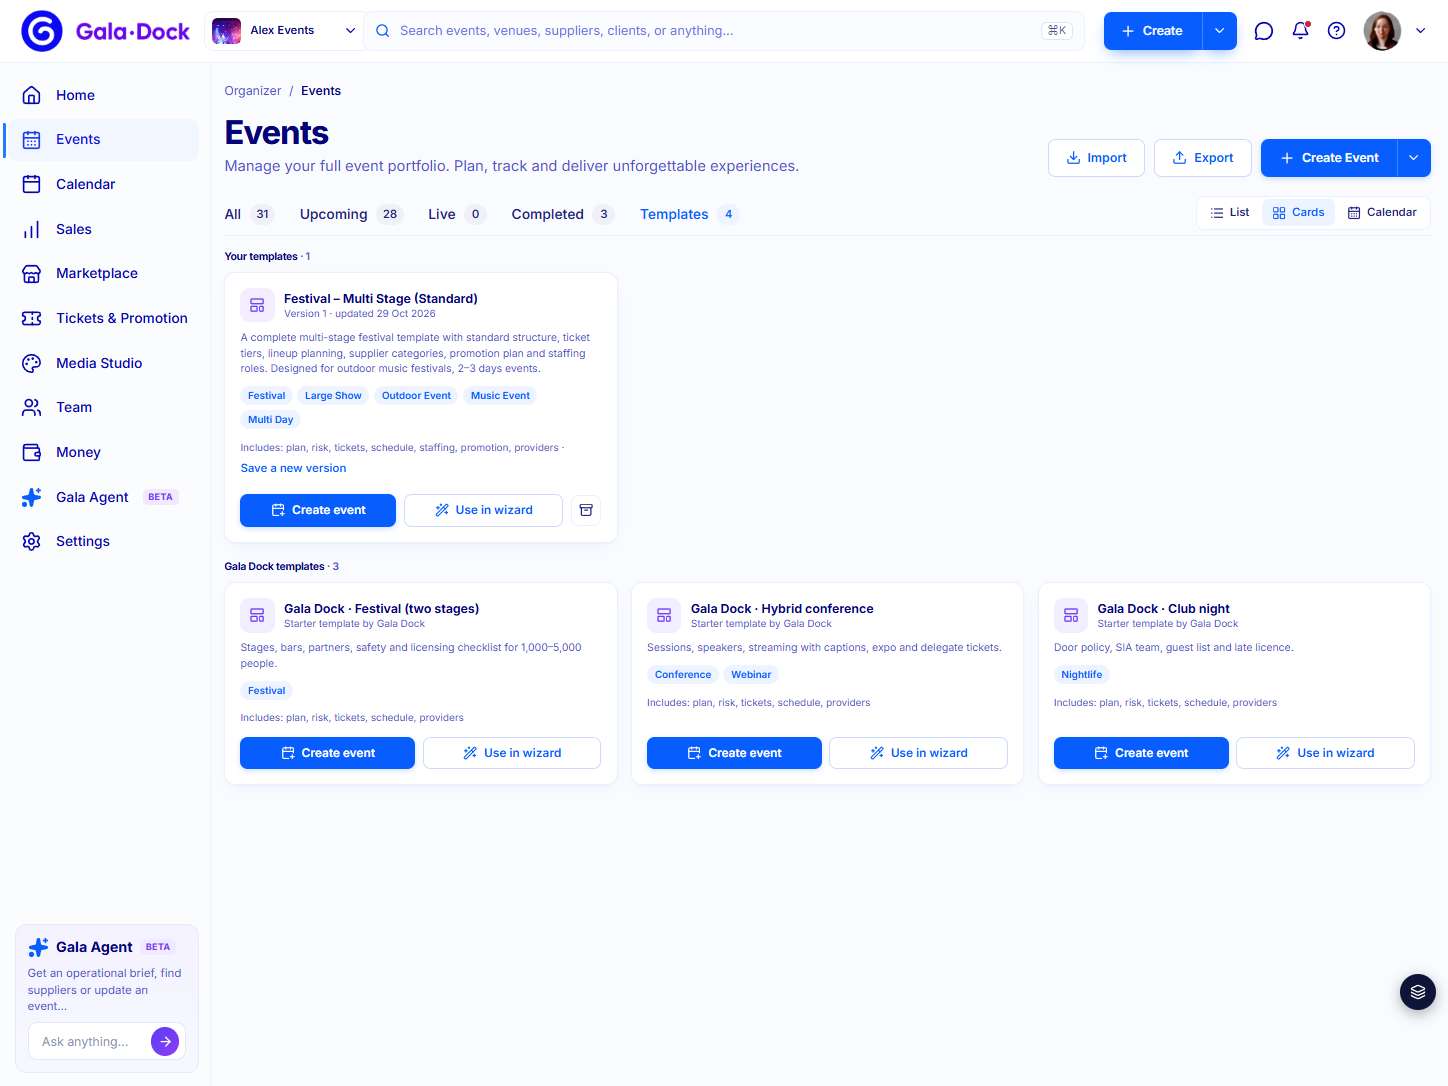 Gala·Dock
Alex Events
Search events, venues, suppliers, clients, or anything...
⌘K
Create
Home
Events
Calendar
Sales
Marketplace
Tickets & Promotion
Media Studio
Team
Money
Gala Agent BETA
Settings
Organizer / Events
Events
Manage your full event portfolio. Plan, track and deliver unforgettable experiences.
Import
Export
Create Event
All 31
Upcoming 28
Live 0
Completed 3
Templates 4
List
Cards
Calendar
Your templates · 1
Festival – Multi Stage (Standard)
Version 1 · updated 29 Oct 2026
A complete multi-stage festival template with standard structure, ticket
tiers, lineup planning, supplier categories, promotion plan and staffing
roles. Designed for outdoor music festivals, 2–3 days events.
Festival Large Show Outdoor Event Music Event
Multi Day
Includes: plan, risk, tickets, schedule, staffing, promotion, providers ·
Save a new version
Create event
Use in wizard
Gala Dock templates · 3
Gala Dock · Festival (two stages)
Starter template by Gala Dock
Stages, bars, partners, safety and licensing checklist for 1,000–5,000
people.
Festival
Includes: plan, risk, tickets, schedule, providers
Create event
Use in wizard
Gala Dock · Hybrid conference
Starter template by Gala Dock
Sessions, speakers, streaming with captions, expo and delegate tickets.
Conference Webinar
Includes: plan, risk, tickets, schedule, providers
Create event
Use in wizard
Gala Dock · Club night
Starter template by Gala Dock
Door policy, SIA team, guest list and late licence.
Nightlife
Includes: plan, risk, tickets, schedule, providers
Create event
Use in wizard
Gala Agent BETA
Get an operational brief, find
suppliers or update an
event...
Ask anything...